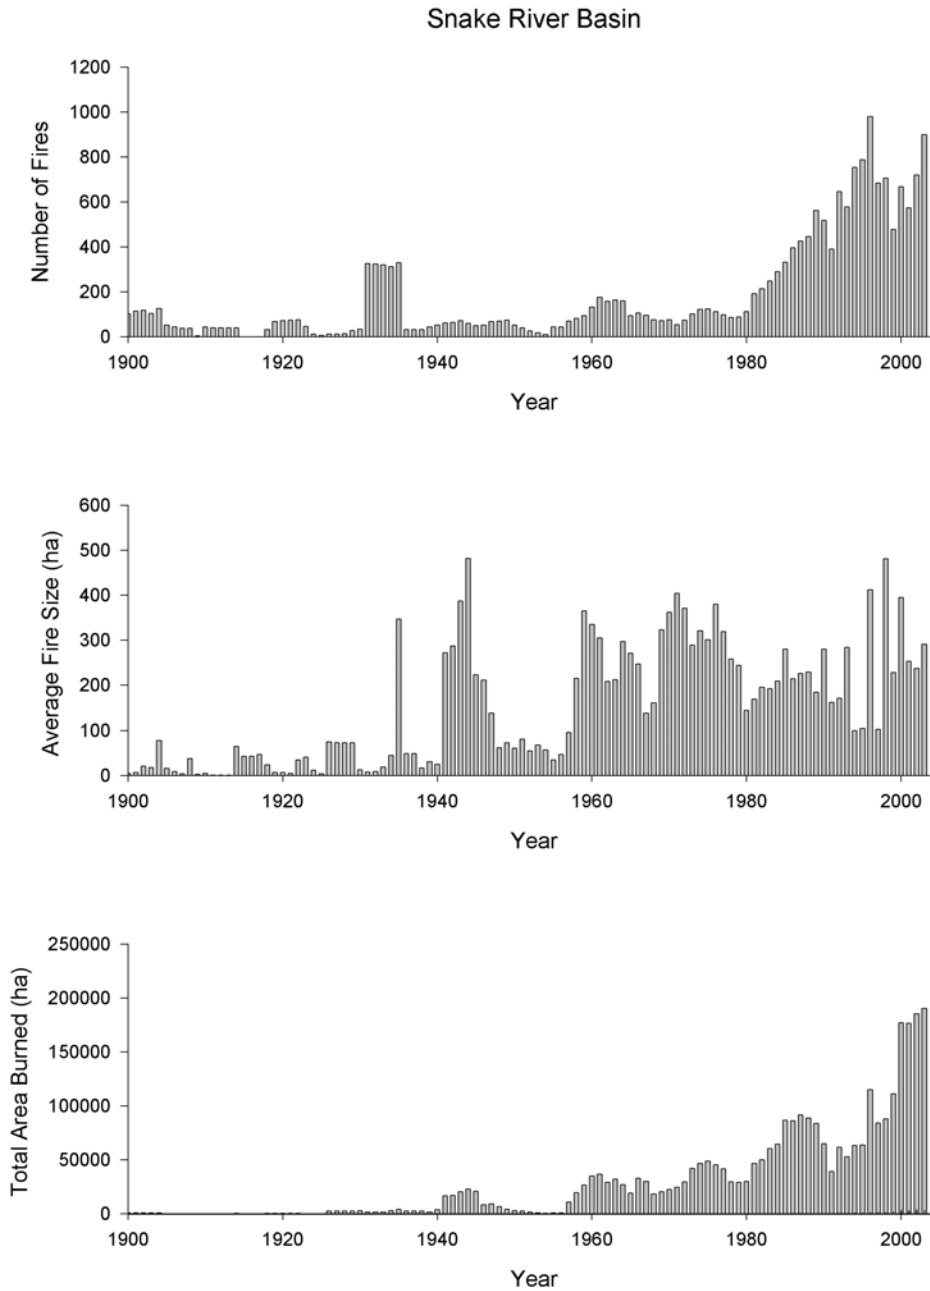 Snake River Basin
Number of Fires
1200
1000
800
600
400
200
0
1900 1920 1940 1960 1980 2000
Year
Average Fire Size (ha)
600
500
400
300
200
100
0
1900 1920 1940 1960 1980 2000
Year
Total Area Burned (ha)
250000
200000
150000
100000
50000
0
1900 1920 1940 1960 1980 2000
Year